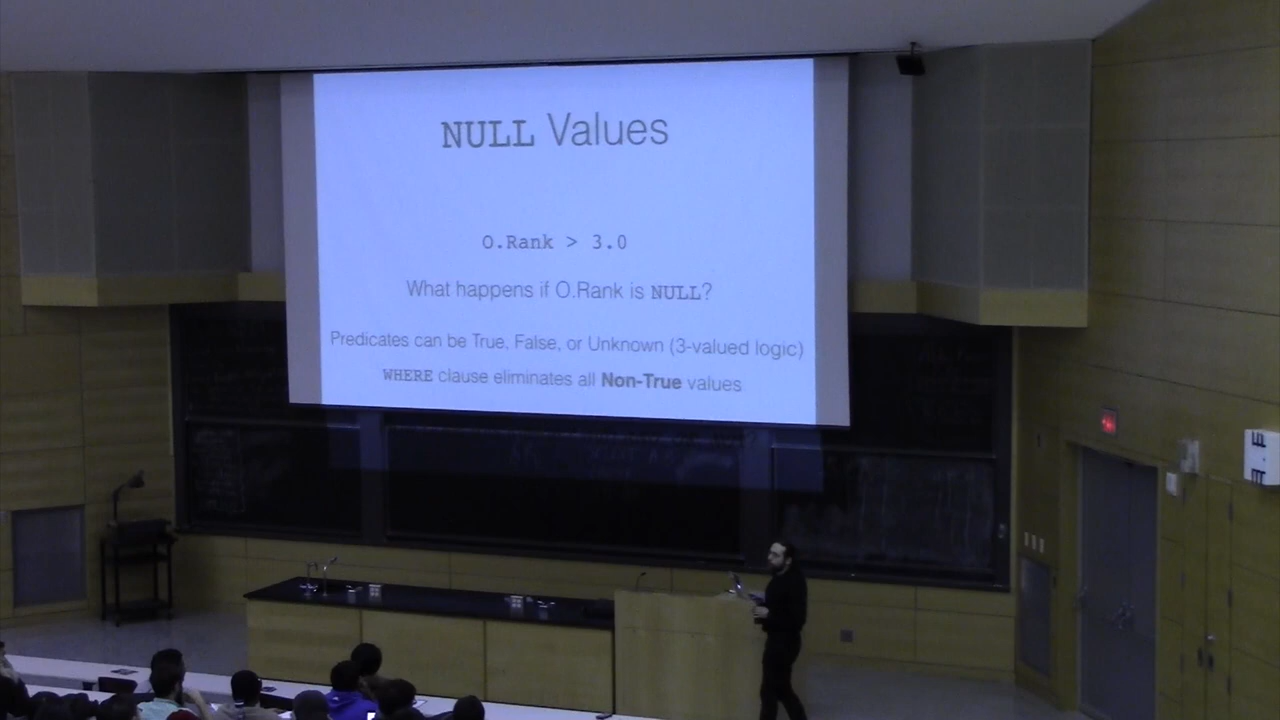 NULL Values
O.Rank > 3.0
What happens if O.Rank is NULL?
Predicates can be True, False, or Unknown (3-valued logic)
WHERE clause eliminates all Non-True values